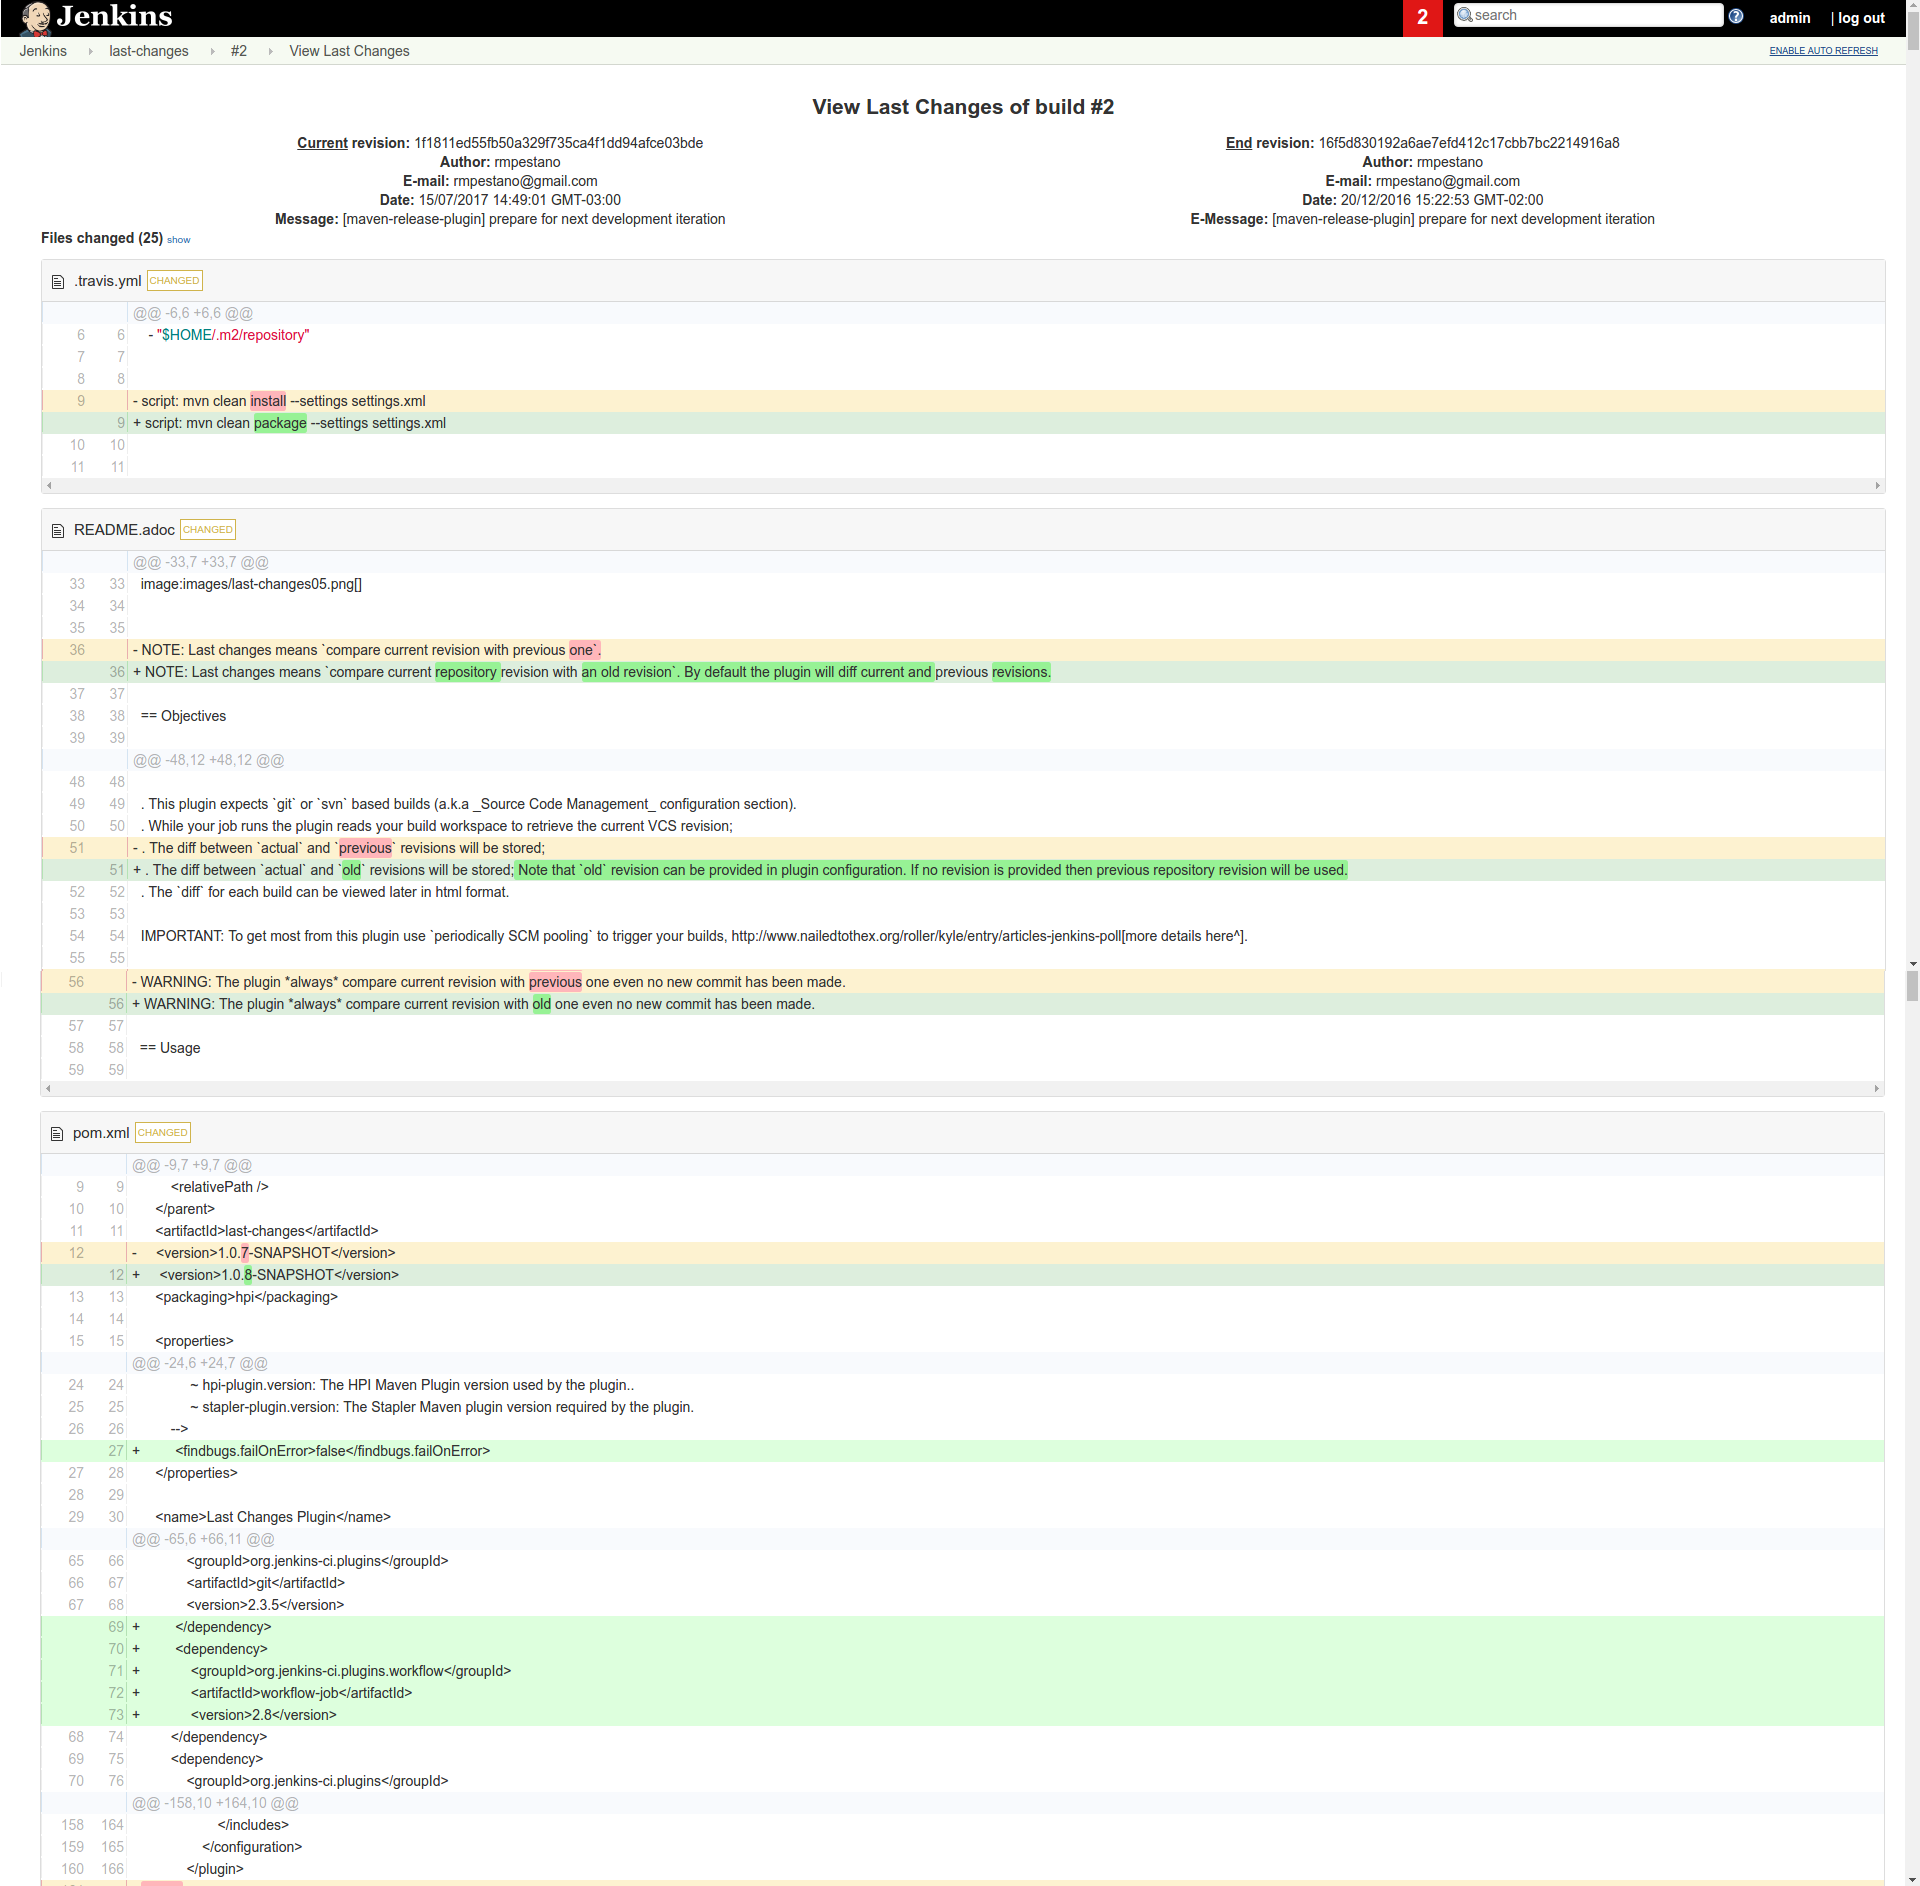 Jenkins
2
search
?
admin
| log out
Jenkins
last-changes
#2
View Last Changes
ENABLE AUTO REFRESH
View Last Changes of build #2
Current revision: 1f1811ed55fb50a329f735ca4f1dd94afce03bde
Author: rmpestano
E-mail: rmpestano@gmail.com
Date: 15/07/2017 14:49:01 GMT-03:00
Message: [maven-release-plugin] prepare for next development iteration
End revision: 16f5d830192a6ae7efd412c17cbb7bc2214916a8
Author: rmpestano
E-mail: rmpestano@gmail.com
Date: 20/12/2016 15:22:53 GMT-02:00
E-Message: [maven-release-plugin] prepare for next development iteration
Files changed (25) show
.travis.yml CHANGED
@@ -6,6 +6,6 @@
6 6 - "$HOME/.m2/repository"
7 7
8 8
9 - script: mvn clean install --settings settings.xml
9 + script: mvn clean package --settings settings.xml
10 10
11 11
README.adoc CHANGED
@@ -33,7 +33,7 @@
33 33 image:images/last-changes05.png[]
34 34
35 35
36 - NOTE: Last changes means `compare current revision with previous one`.
36 + NOTE: Last changes means `compare current repository revision with an old revision`. By default the plugin will diff current and previous revisions.
37 37
38 38 == Objectives
39 39
@@ -48,12 +48,12 @@
48 48
49 49 . This plugin expects `git` or `svn` based builds (a.k.a _Source Code Management_ configuration section).
50 50 . While your job runs the plugin reads your build workspace to retrieve the current VCS revision;
51 - . The diff between `actual` and `previous` revisions will be stored;
51 + . The diff between `actual` and `old` revisions will be stored; Note that `old` revision can be provided in plugin configuration. If no revision is provided then previous repository revision will be used.
52 52 . The `diff` for each build can be viewed later in html format.
53 53
54 54 IMPORTANT: To get most from this plugin use `periodically SCM pooling` to trigger your builds, http://www.nailedtothex.org/roller/kyle/entry/articles-jenkins-poll[more details here^].
55 55
56 - WARNING: The plugin *always* compare current revision with previous one even no new commit has been made.
56 + WARNING: The plugin *always* compare current revision with old one even no new commit has been made.
57 57
58 58 == Usage
59 59
pom.xml CHANGED
@@ -9,7 +9,7 @@
9 9 <relativePath />
10 10 </parent>
11 11 <artifactId>last-changes</artifactId>
12 - <version>1.0.7-SNAPSHOT</version>
12 + <version>1.0.8-SNAPSHOT</version>
13 13 <packaging>hpi</packaging>
14 14
15 15 <properties>
@@ -24,6 +24,7 @@
24 24 ~ hpi-plugin.version: The HPI Maven Plugin version used by the plugin..
25 25 ~ stapler-plugin.version: The Stapler Maven plugin version required by the plugin.
26 26 -->
27 + <findbugs.failOnError>false</findbugs.failOnError>
27 28 </properties>
28 29
29 30 <name>Last Changes Plugin</name>
@@ -65,6 +66,11 @@
65 66 <groupId>org.jenkins-ci.plugins</groupId>
66 67 <artifactId>git</artifactId>
67 68 <version>2.3.5</version>
69 + </dependency>
70 + <dependency>
71 + <groupId>org.jenkins-ci.plugins.workflow</groupId>
72 + <artifactId>workflow-job</artifactId>
73 + <version>2.8</version>
68 74 </dependency>
69 75 <dependency>
70 76 <groupId>org.jenkins-ci.plugins</groupId>
@@ -158,10 +164,10 @@
158 164 </includes>
159 165 </configuration>
160 166 </plugin>